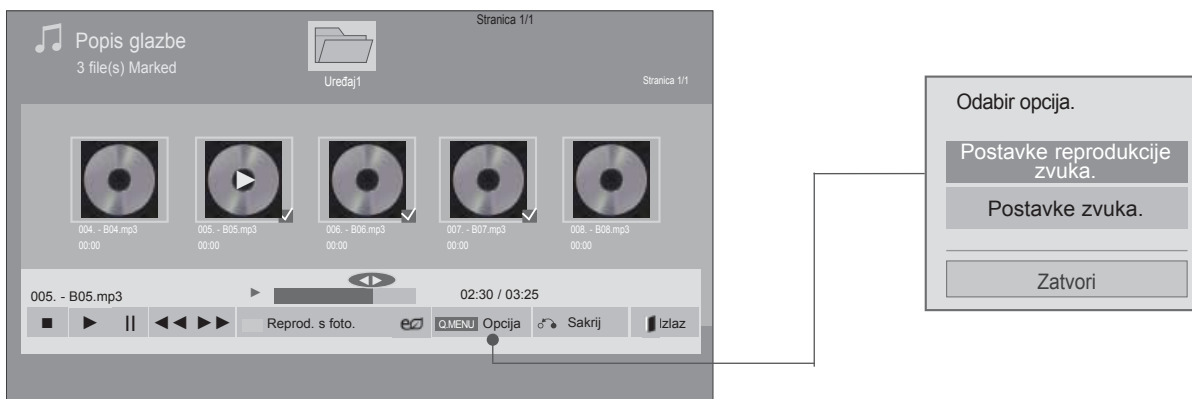 Stranica 1/1
Popis glazbe
3 file(s) Marked
Uređaj1
Stranica 1/1
004. - B04.mp3
00:00
005. - B05.mp3
00:00
006. - B06.mp3
00:00
007. - B07.mp3
00:00
008. - B08.mp3
00:00
005. - B05.mp3
02:30 / 03:25
Reprod. s foto.
Q.MENU Opcija
Sakrij
Izlaz
Odabir opcija.
Postavke reprodukcije
zvuka.
Postavke zvuka.
Zatvori